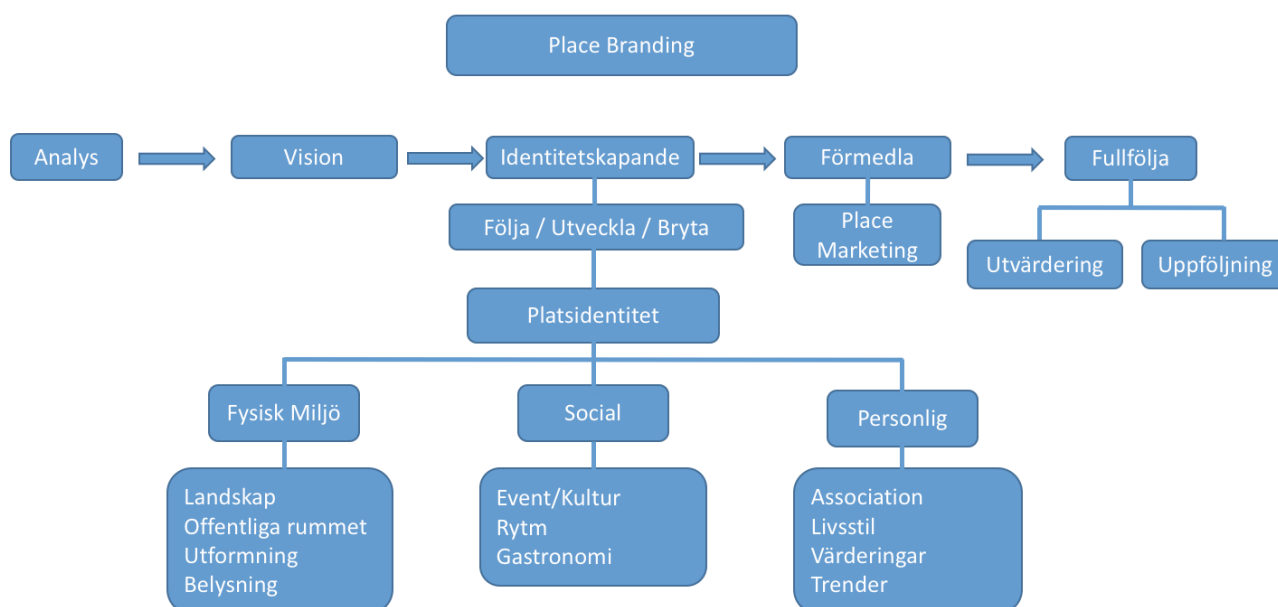 Place Branding
Analys
Vision
Identitetskapande
Förmedla
Fullfölja
Följa / Utveckla / Bryta
Place
Marketing
Utvärdering
Uppföljning
Platsidentitet
Fysisk Miljö
Social
Personlig
Landskap
Offentliga rummet
Utformning
Belysning
Event/Kultur
Rytm
Gastronomi
Association
Livsstil
Värderingar
Trender